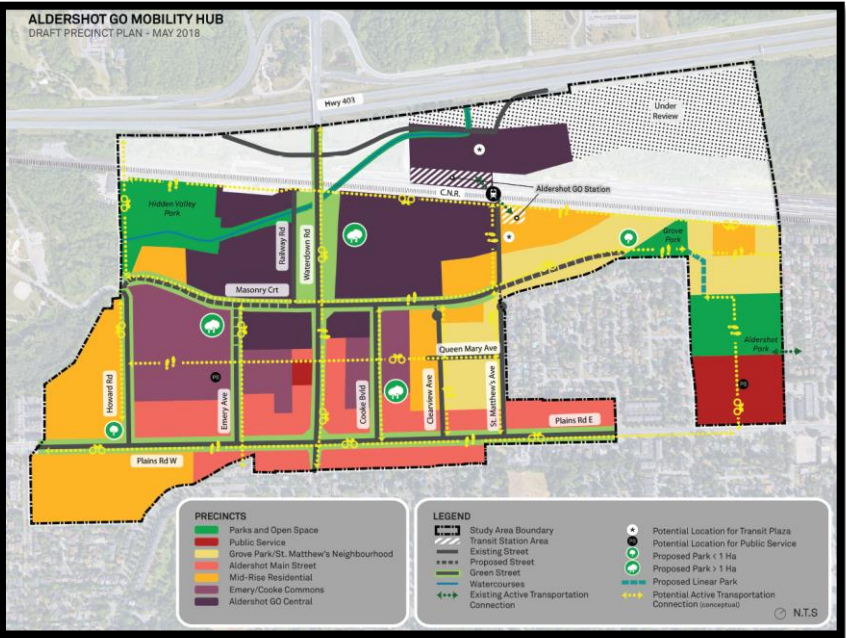 ALDERSHOT GO MOBILITY HUB
DRAFT PRECINCT PLAN - MAY 2018
Hwy 403
Under
Review
C.N.R.
Aldershot GO Station
Hidden Valley
Park
Railway Rd
Waterdown Rd
Grove
Park
Masonry Crt
Queen Mary Ave
Aldershot
Park
Howard Rd
PS
Emery Ave
Cooke Blvd
Clearview Ave
St. Matthew's Ave
PS
Plains Rd E
Plains Rd W
PRECINCTS
Parks and Open Space
Public Service
Grove Park/St. Matthew's Neighbourhood
Aldershot Main Street
Mid-Rise Residential
Emery/Cooke Commons
Aldershot GO Central
LEGEND
Study Area Boundary
Transit Station Area
Existing Street
Proposed Street
Green Street
Watercourses
Existing Active Transportation
Connection
Potential Location for Transit Plaza
PS
Potential Location for Public Service
Proposed Park < 1 Ha
Proposed Park > 1 Ha
Proposed Linear Park
Potential Active Transportation
Connection (conceptual)
N.T.S